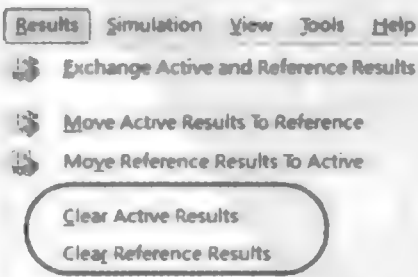 Results Simulation View Tools Help
Exchange Active and Reference Results
Move Active Results To Reference
Move Reference Results To Active
Clear Active Results
Clear Reference Results